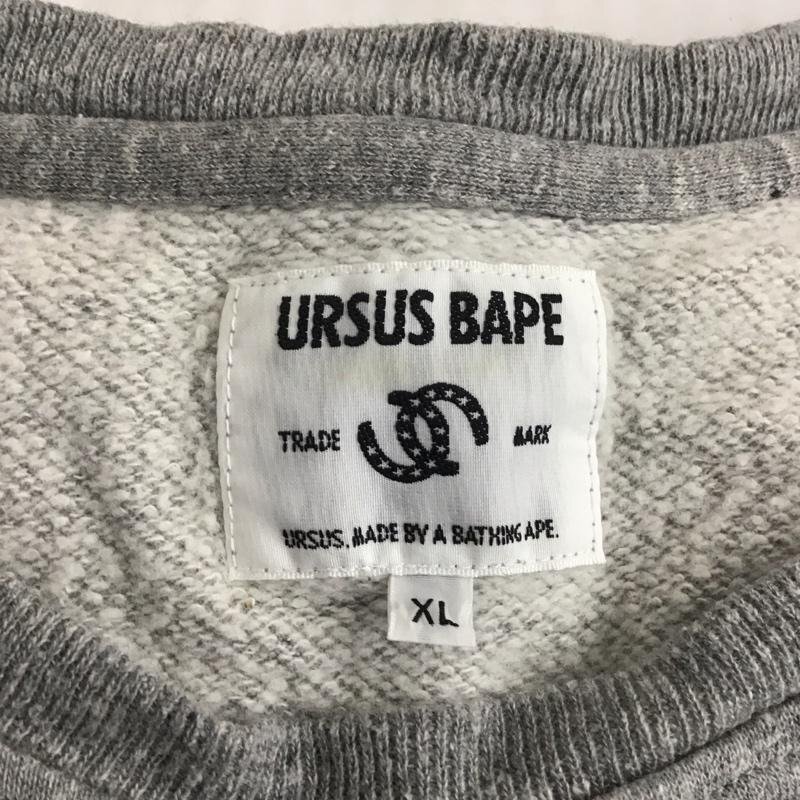 URSUS BAPE
TRADE MARK
URSUS. MADE BY A BATHING APE.
XL